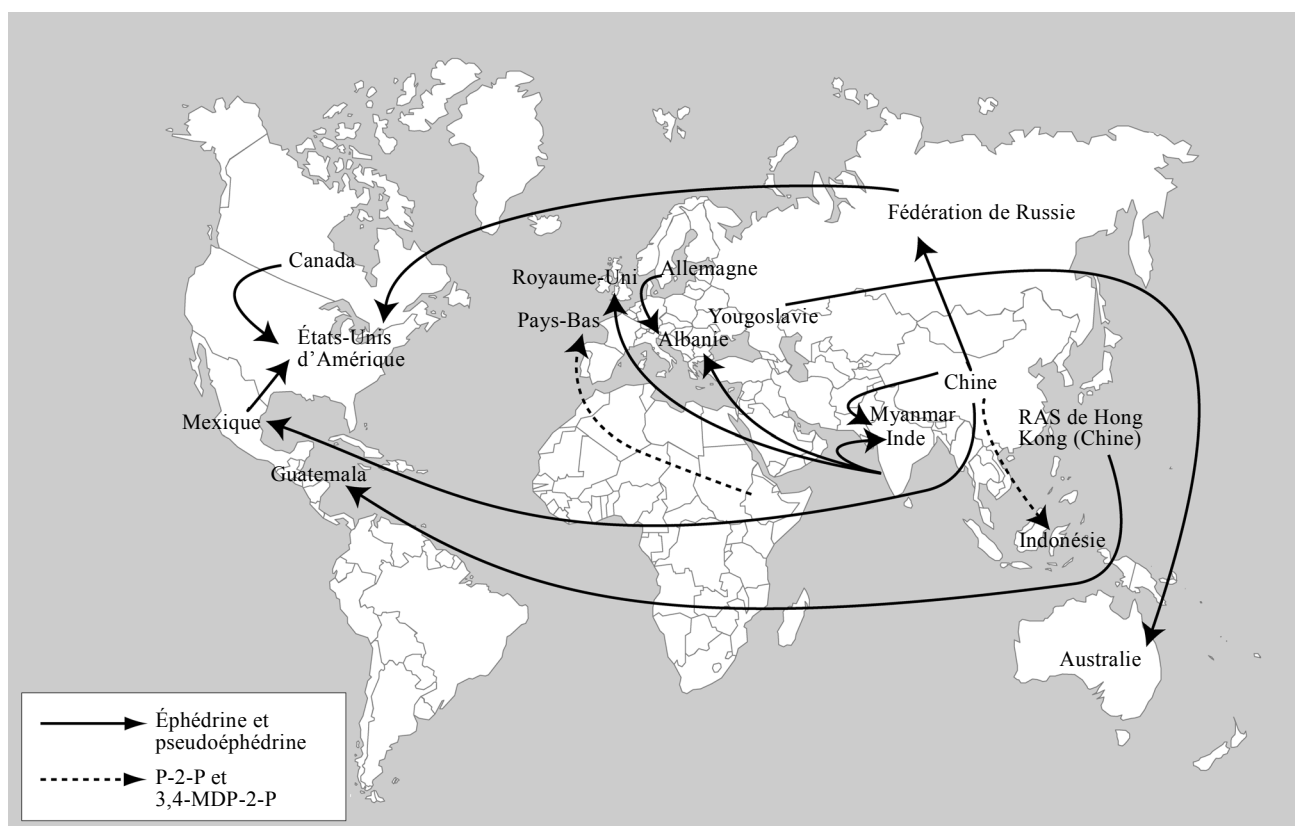 Fédération de Russie
Canada
Royaume-Uni
Allemagne
Pays-Bas
Yougoslavie
États-Unis
d'Amérique
Albanie
Chine
Mexique
Myanmar
Inde
RAS de Hong
Kong (Chine)
Guatemala
Indonésie
Australie
Éphédrine et
pseudoéphédrine
P-2-P et
3,4-MDP-2-P